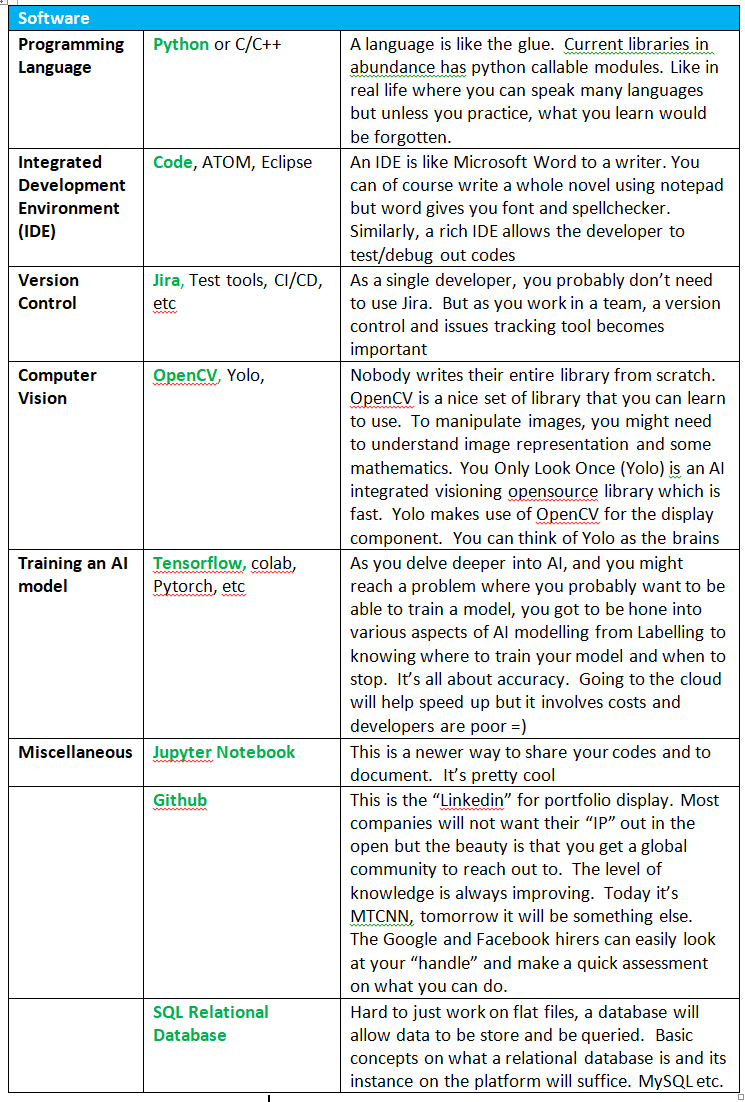 Software
Programming
Language
Python or C/C++
A language is like the glue.  Current libraries in
abundance has python callable modules. Like in
real life where you can speak many languages
but unless you practice, what you learn would
be forgotten.
Integrated
Development
Environment
(IDE)
Code, ATOM, Eclipse
An IDE is like Microsoft Word to a writer. You
can of course write a whole novel using notepad
but word gives you font and spellchecker.
Similarly, a rich IDE allows the developer to
test/debug out codes
Version
Control
Jira, Test tools, CI/CD,
etc
As a single developer, you probably don't need
to use Jira.  But as you work in a team, a version
control and issues tracking tool becomes
important
Computer
Vision
OpenCV, Yolo,
Nobody writes their entire library from scratch.
OpenCV is a nice set of library that you can learn
to use.  To manipulate images, you might need
to understand image representation and some
mathematics. You Only Look Once (Yolo) is an AI
integrated visioning opensource library which is
fast.  Yolo makes use of OpenCV for the display
component.  You can think of Yolo as the brains
Training an AI
model
Tensorflow, colab,
Pytorch, etc
As you delve deeper into AI, and you might
reach a problem where you probably want to be
able to train a model, you got to be hone into
various aspects of AI modelling from Labelling to
knowing where to train your model and when to
stop.  It's all about accuracy.  Going to the cloud
will help speed up but it involves costs and
developers are poor =)
Miscellaneous
Jupyter Notebook
This is a newer way to share your codes and to
document.  It's pretty cool
Github
This is the “Linkedin” for portfolio display. Most
companies will not want their “IP” out in the
open but the beauty is that you get a global
community to reach out to.  The level of
knowledge is always improving.  Today it's
MTCNN, tomorrow it will be something else.
The Google and Facebook hirers can easily look
at your “handle” and make a quick assessment
on what you can do.
SQL Relational
Database
Hard to just work on flat files, a database will
allow data to be store and be queried.  Basic
concepts on what a relational database is and its
instance on the platform will suffice. MySQL etc.